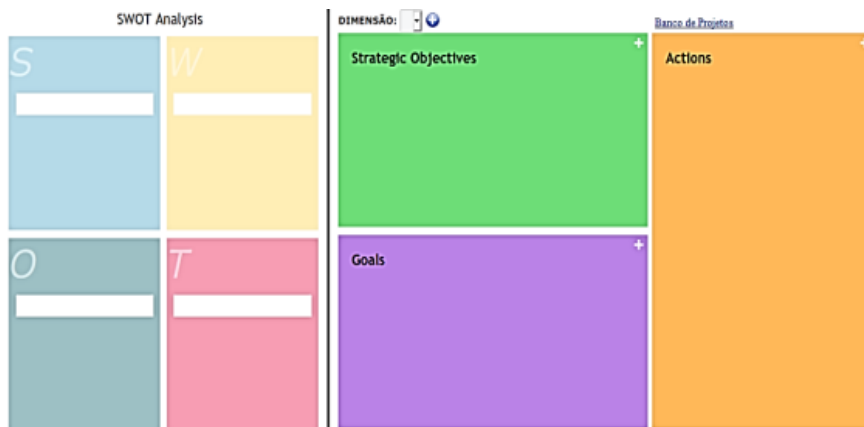 SWOT Analysis
S
W
O
T
DIMENSÃO:
Banco de Projetos
Strategic Objectives
Actions
Goals